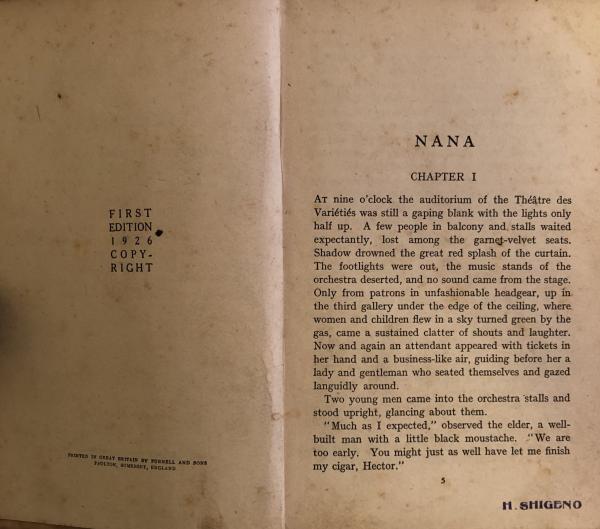 FIRST
EDITION
1926
COPY-
RIGHT
PRINTED IN GREAT BRITAIN BY PURNELL AND SONS
PAULTON, SOMERSET, ENGLAND
NANA
CHAPTER I
AT nine o'clock the auditorium of the Théâtre des
Variétiés was still a gaping blank with the lights only
half up. A few people in balcony and stalls waited
expectantly, lost among the garnet-velvet seats.
Shadow drowned the great red splash of the curtain.
The footlights were out, the music stands of the
orchestra deserted, and no sound came from the stage.
Only from patrons in unfashionable headgear, up in
the third gallery under the edge of the ceiling, where
women and children flew in a sky turned green by the
gas, came a sustained clatter of shouts and laughter.
Now and again an attendant appeared with tickets in
her hand and a business-like air, guiding before her a
lady and gentleman who seated themselves and gazed
languidly around.
Two young men came into the orchestra stalls and
stood upright, glancing about them.
"Much as I expected," observed the elder, a well-
built man with a little black moustache. "We are
too early. You might just as well have let me finish
my cigar, Hector."
5
H. SHIGENO